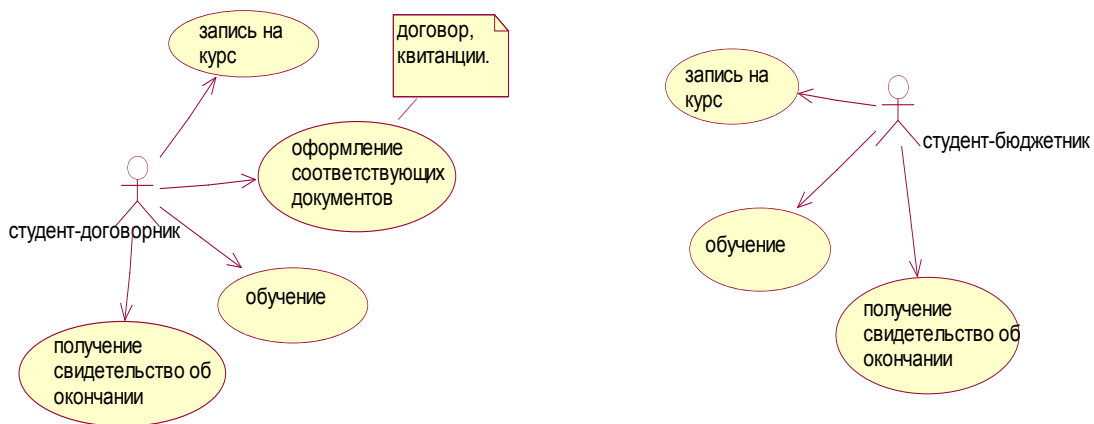 запись на
курс
договор,
квитанции.
оформление
соответствующих
документов
студент-договорник
обучение
получение
свидетельство об
окончании
запись на
курс
студент-бюджетник
обучение
получение
свидетельство об
окончании